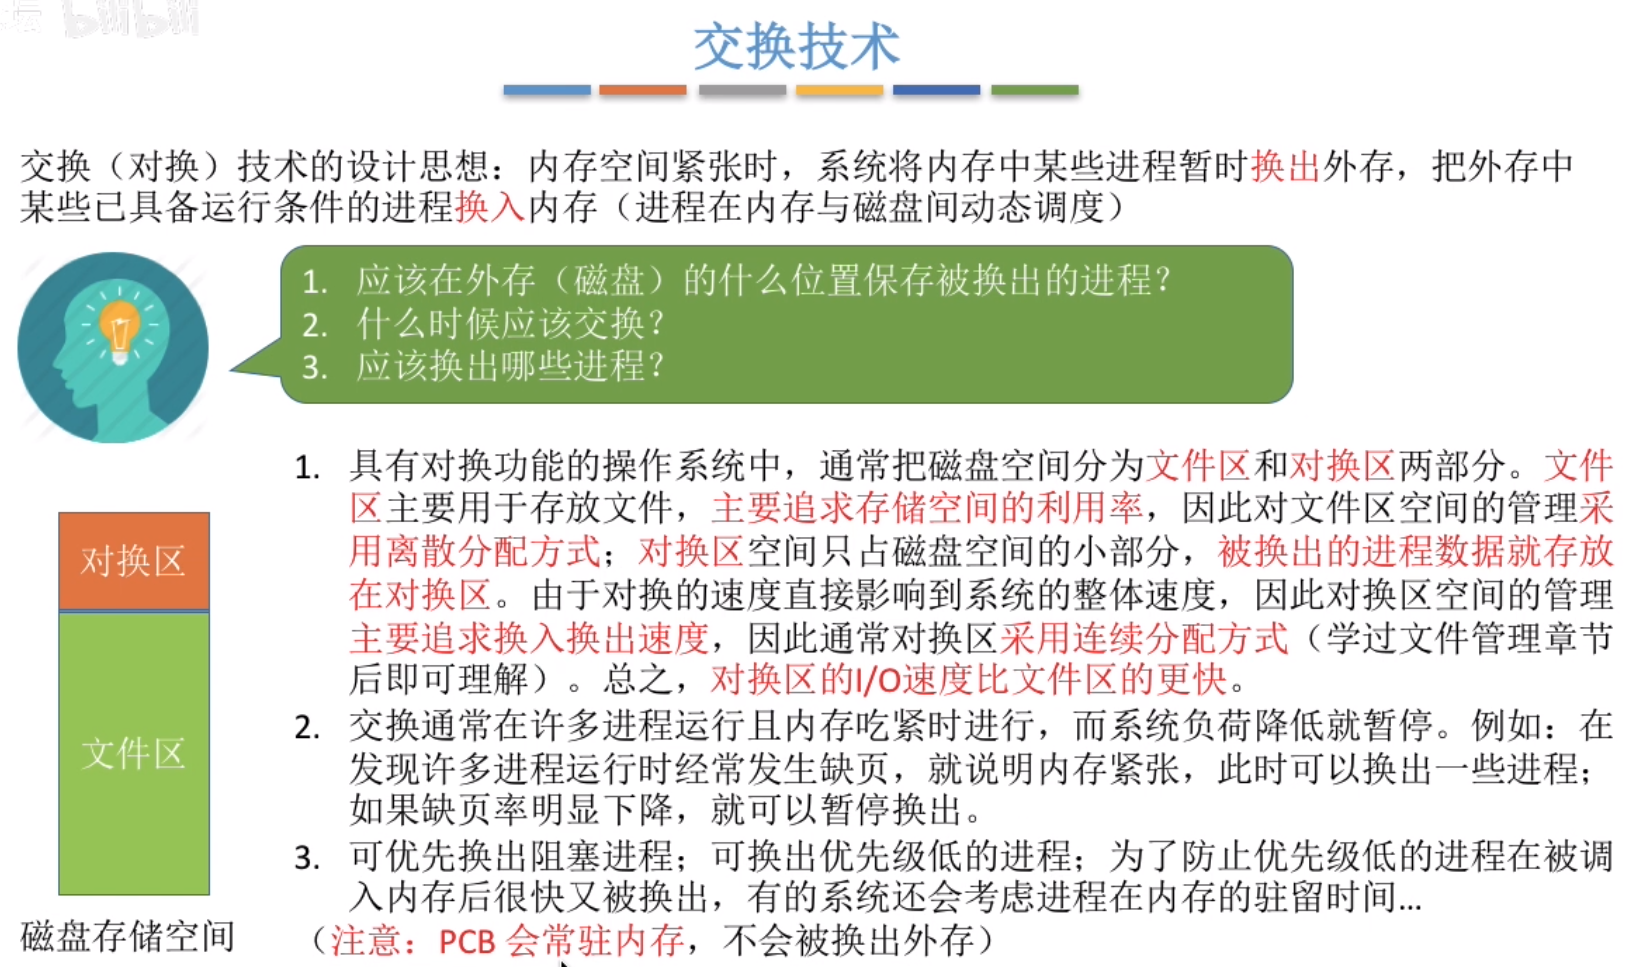 坛 bilibili
交换技术
交换（对换）技术的设计思想：内存空间紧张时，系统将内存中某些进程暂时换出外存，把外存中
某些已具备运行条件的进程换入内存（进程在内存与磁盘间动态调度）
1. 应该在外存（磁盘）的什么位置保存被换出的进程？
2. 什么时候应该交换？
3. 应该换出哪些进程？
1. 具有对换功能的操作系统中，通常把磁盘空间分为文件区和对换区两部分。文件
区主要用于存放文件，主要追求存储空间的利用率，因此对文件区空间的管理采
用离散分配方式；对换区空间只占磁盘空间的小部分，被换出的进程数据就存放
在对换区。由于对换的速度直接影响到系统的整体速度，因此对换区空间的管理
主要追求换入换出速度，因此通常对换区采用连续分配方式（学过文件管理章节
后即可理解）。总之，对换区的I/O速度比文件区的更快。
2. 交换通常在许多进程运行且内存吃紧时进行，而系统负荷降低就暂停。例如：在
发现许多进程运行时经常发生缺页，就说明内存紧张，此时可以换出一些进程；
如果缺页率明显下降，就可以暂停换出。
3. 可优先换出阻塞进程；可换出优先级低的进程；为了防止优先级低的进程在被调
入内存后很快又被换出，有的系统还会考虑进程在内存的驻留时间…
（注意：PCB 会常驻内存，不会被换出外存）
对换区
文件区
磁盘存储空间